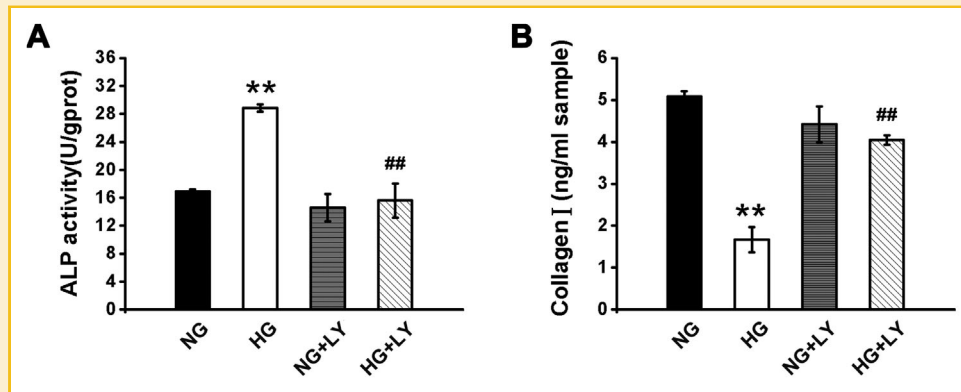 A
ALP activity(U/gprot)
36
32
28
24
20
16
12
8
4
0
**
##
NG
HG
NG+LY
HG+LY
B
Collagen I (ng/ml sample)
6
5
4
3
2
1
0
**
##
NG
HG
NG+LY
HG+LY